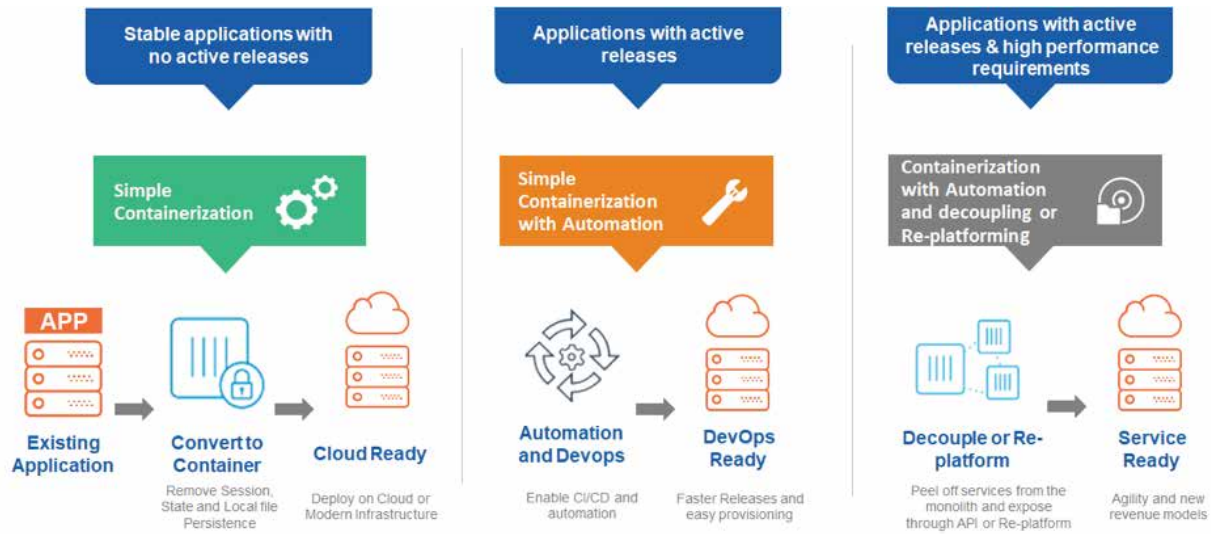 Stable applications with
no active releases
Simple
Containerization
APP
Existing
Application
Convert to
Container
Remove Session,
State and Local file
Persistence
Cloud Ready
Deploy on Cloud or
Modern Infrastructure
Applications with active
releases
Simple
Containerization
with Automation
Automation
and Devops
Enable CI/CD and
automation
DevOps
Ready
Faster Releases and
easy provisioning
Applications with active
releases & high performance
requirements
Containerization
with Automation
and decoupling or
Re-platforming
Decouple or Re-
platform
Peel off services from the
monolith and expose
through API or Re-platform
Service
Ready
Agility and new
revenue models